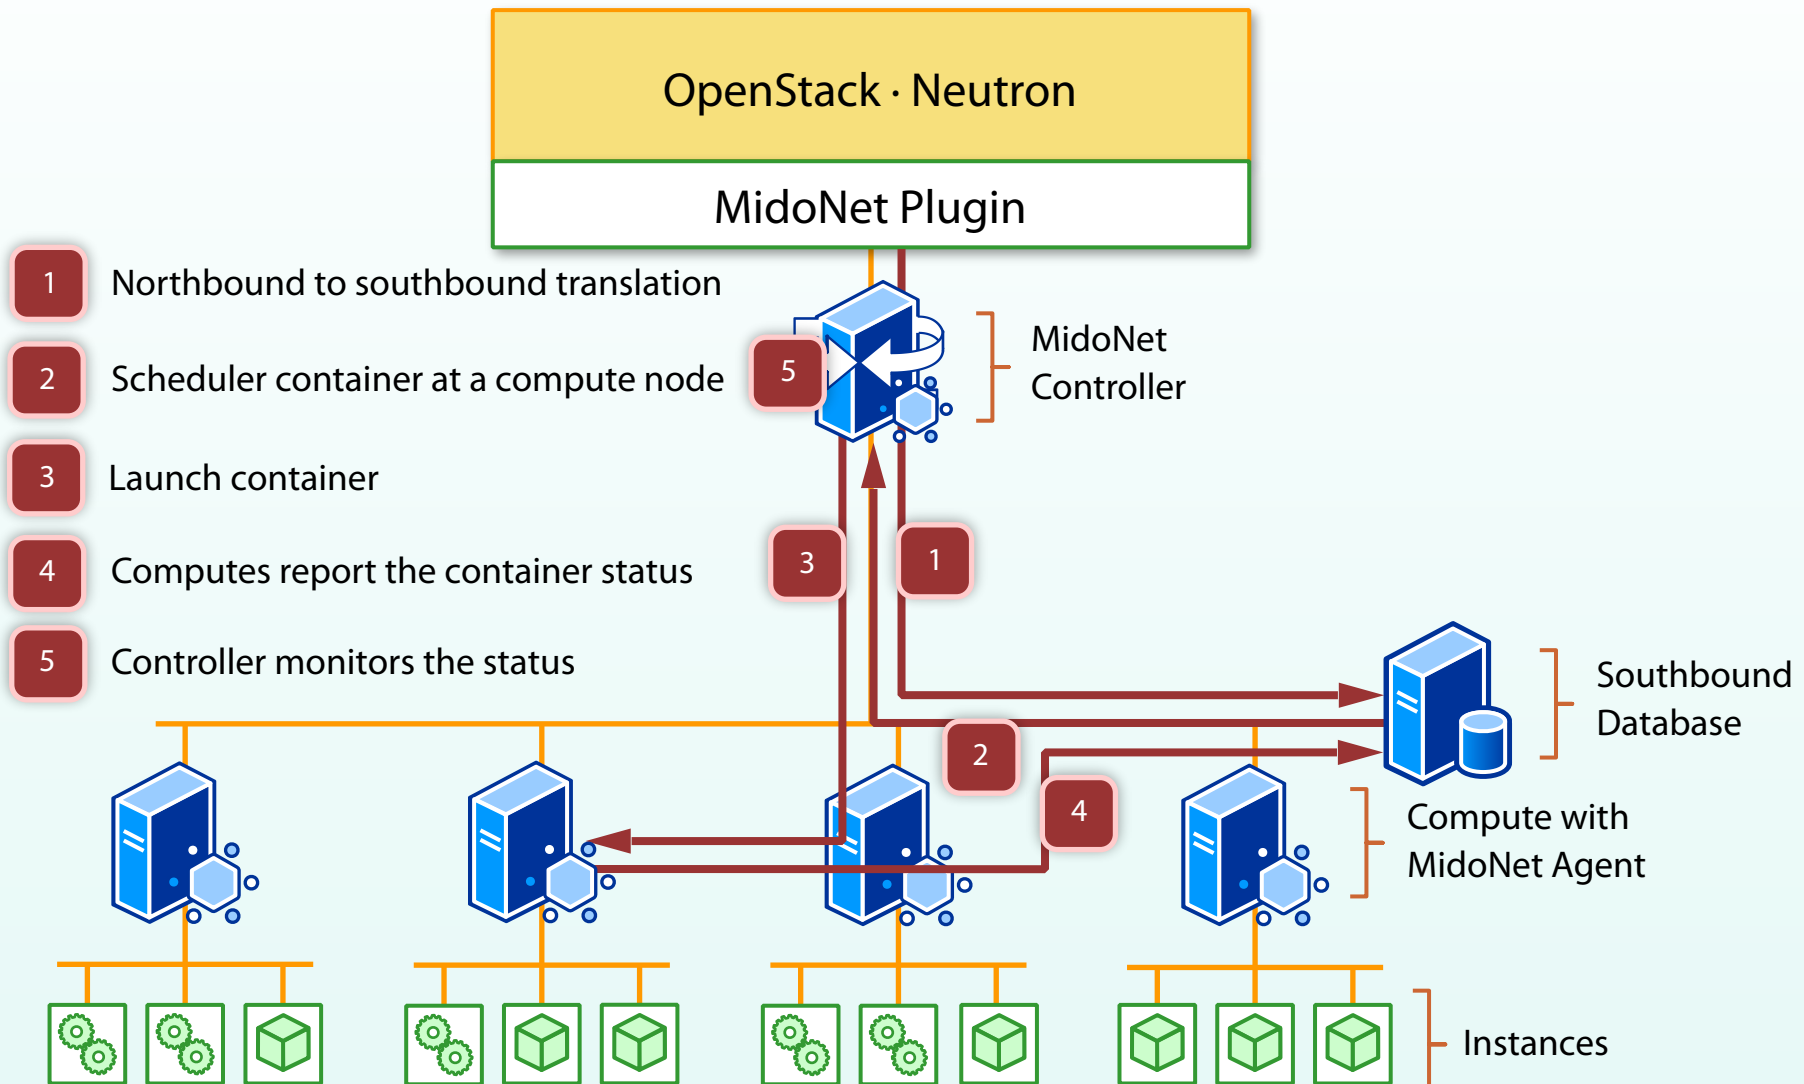 OpenStack · Neutron
MidoNet Plugin
1 Northbound to southbound translation
2 Scheduler container at a compute node
3 Launch container
4 Computes report the container status
5 Controller monitors the status
5
MidoNet
Controller
3
1
2
4
Southbound
Database
Compute with
MidoNet Agent
Instances